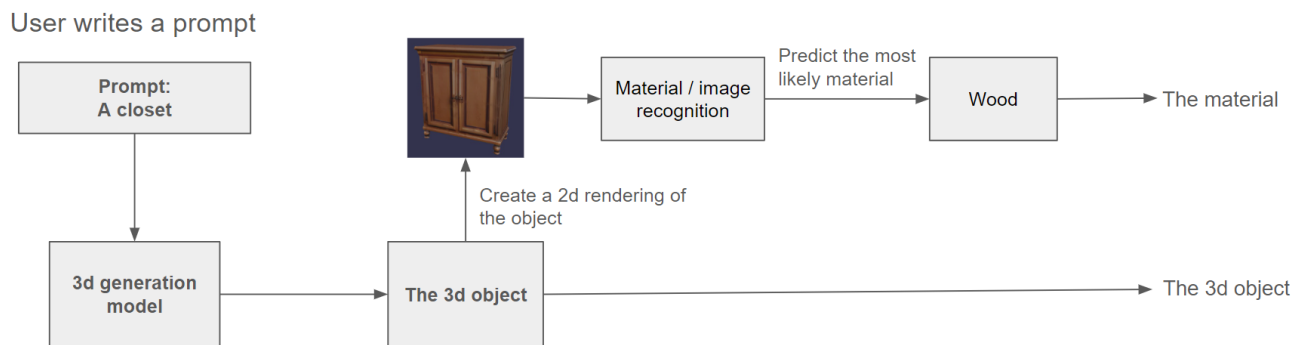 User writes a prompt
Prompt:
A closet
3d generation
model
The 3d object
Create a 2d rendering of
the object
Material / image
recognition
Predict the most
likely material
Wood
The material
The 3d object